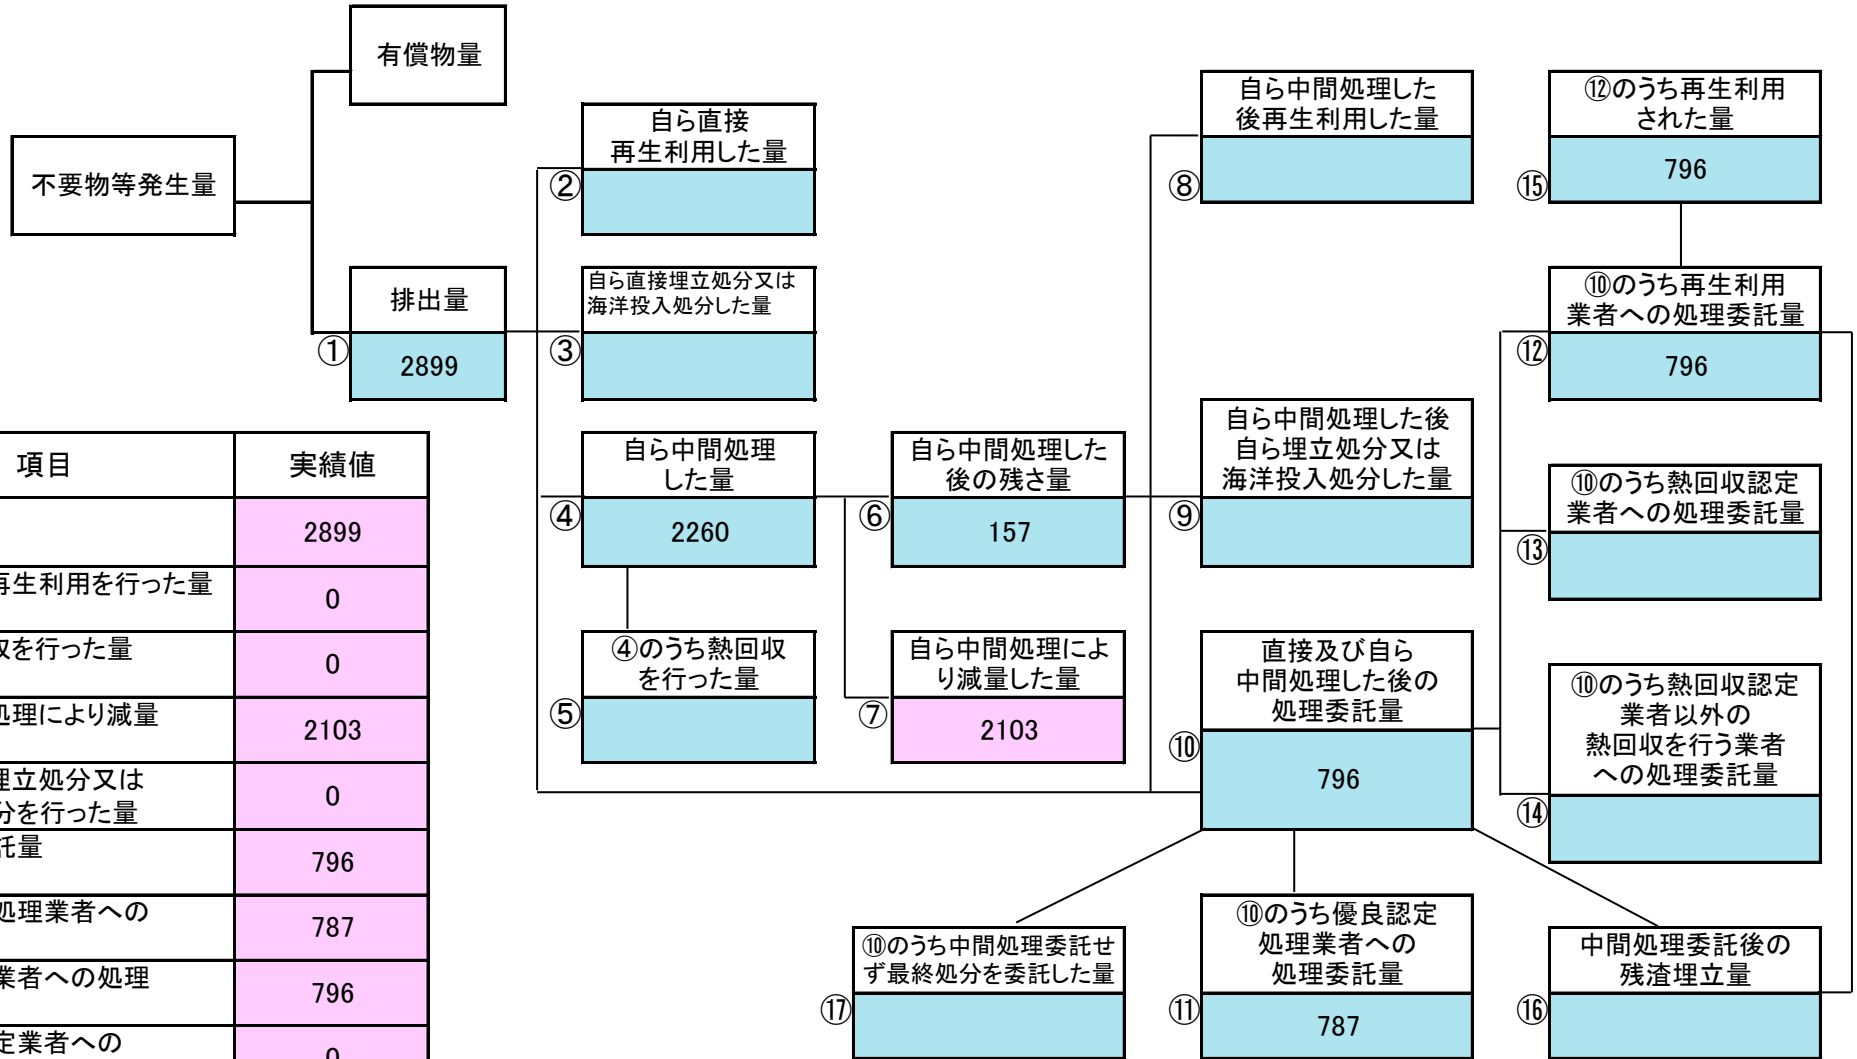 有償物量
不要物等発生量
排出量
①
2899
自ら直接
再生利用した量
②
自ら直接埋立処分又は
海洋投入処分した量
③
自ら中間処理
した量
④
2260
④のうち熱回収
を行った量
⑤
自ら中間処理した
後の残さ量
⑥
157
自ら中間処理によ
り減量した量
⑦
2103
自ら中間処理した
後再生利用した量
⑧
自ら中間処理した後
自ら埋立処分又は
海洋投入処分した量
⑨
直接及び自ら
中間処理した後の
処理委託量
⑩
796
⑫のうち再生利用
された量
⑮
796
⑩のうち再生利用
業者への処理委託量
⑫
796
⑩のうち熱回収認定
業者への処理委託量
⑬
⑩のうち熱回収認定
業者以外の
熱回収を行う業者
への処理委託量
⑭
⑩のうち中間処理委託せ
ず最終処分を委託した量
⑰
⑩のうち優良認定
処理業者への
処理委託量
⑪
787
中間処理委託後の
残渣埋立量
⑯
項目 実績値
2899
再生利用を行った量 0
を行った量 0
処理により減量 2103
埋立処分又は
分を行った量 0
託量 796
処理業者への 787
業者への処理 796
定業者への 0